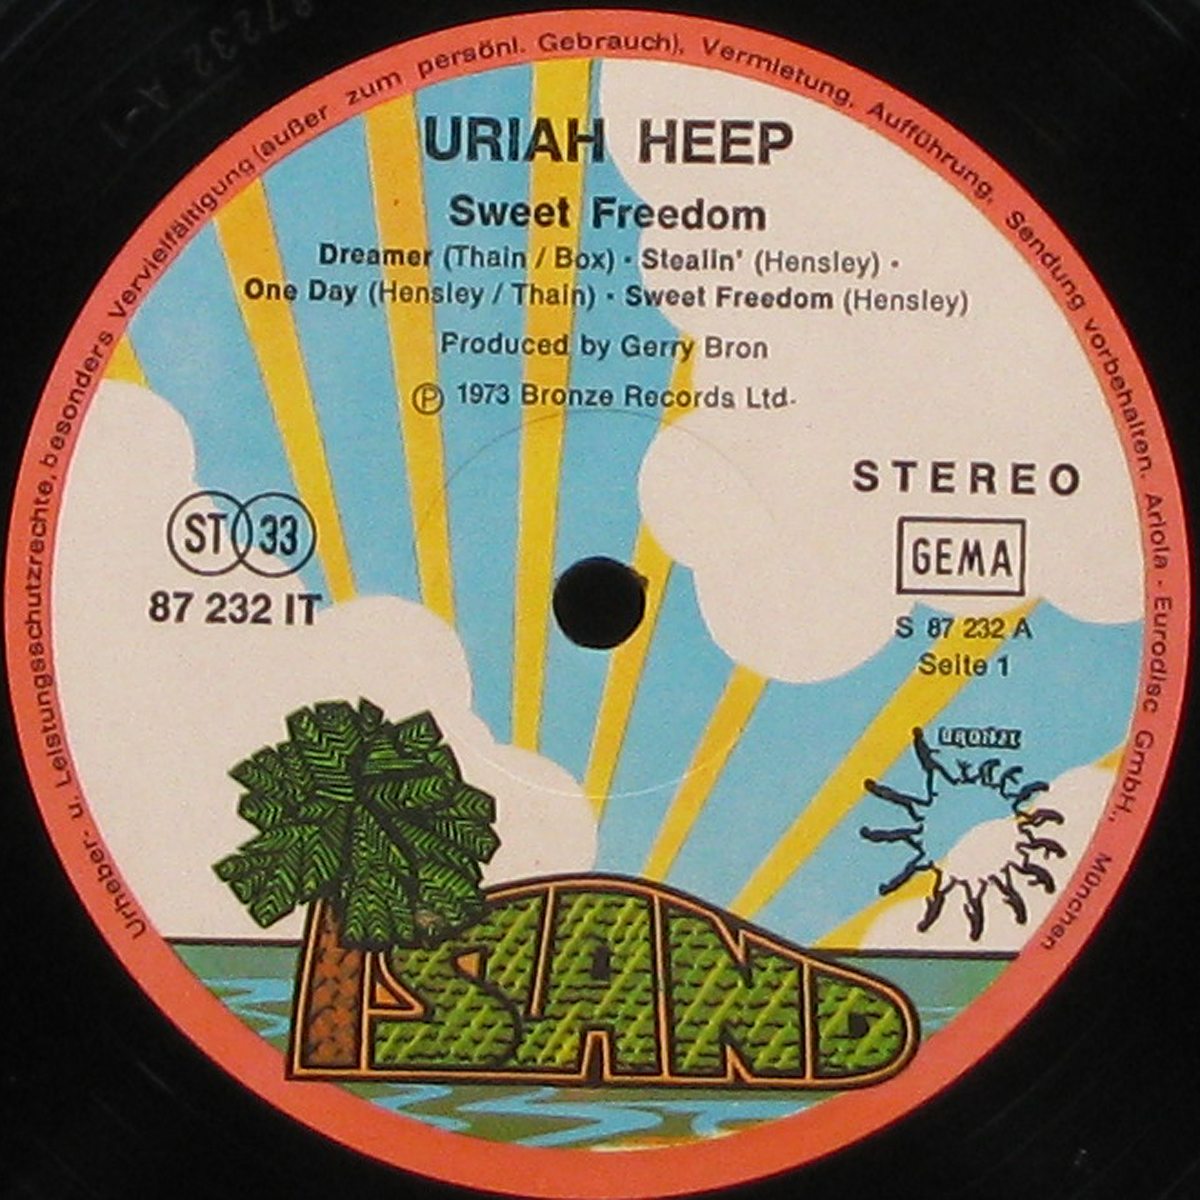 URIAH HEEP
Sweet Freedom
Dreamer (Thain / Box) · Stealin' (Hensley) ·
One Day (Hensley / Thain) · Sweet Freedom (Hensley)
Produced by Gerry Bron
Ⓟ 1973 Bronze Records Ltd.
STEREO
ST 33
GEMA
87 232 IT
S 87 232 A
Seite 1
BRONZE
ISLAND
Urheber- u. Leistungsschutzrechte, besonders Vervielfältigung (außer zum persönl. Gebrauch), Vermietung, Aufführung, Sendung vorbehalten. Ariola - Eurodisc GmbH., München
87232 A-1